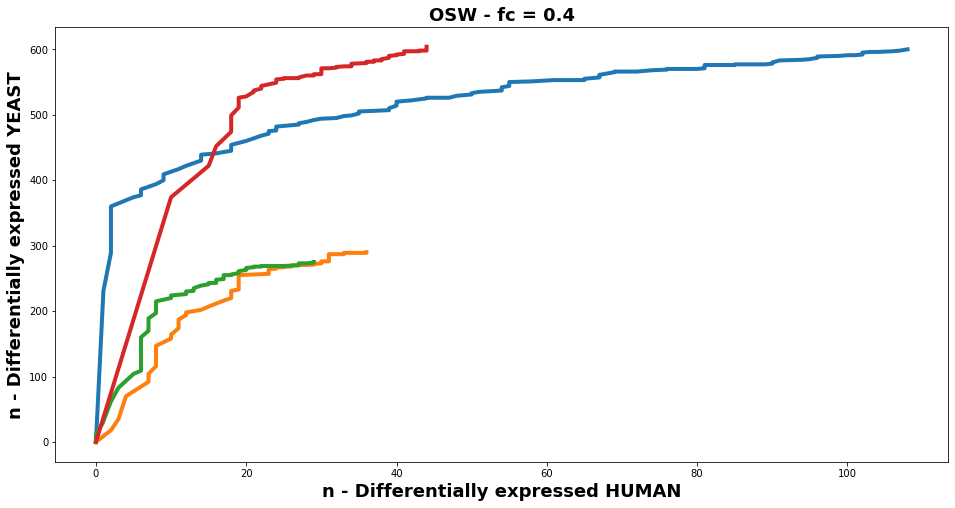 OSW - fc = 0.4
n - Differentially expressed YEAST
600
500
400
300
200
100
0
0 20 40 60 80 100
n - Differentially expressed HUMAN